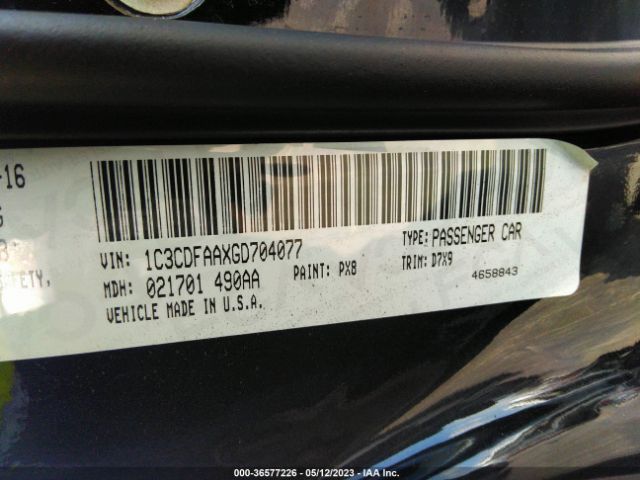 -16
VIN: 1C3CDFAAXGD704077
TYPE: PASSENGER CAR
MDH: 021701 490AA
PAINT: PX8
TRIM: D7X9
VEHICLE MADE IN U.S.A.
4658843
000-36577226 - 05/12/2023 - IAA Inc.